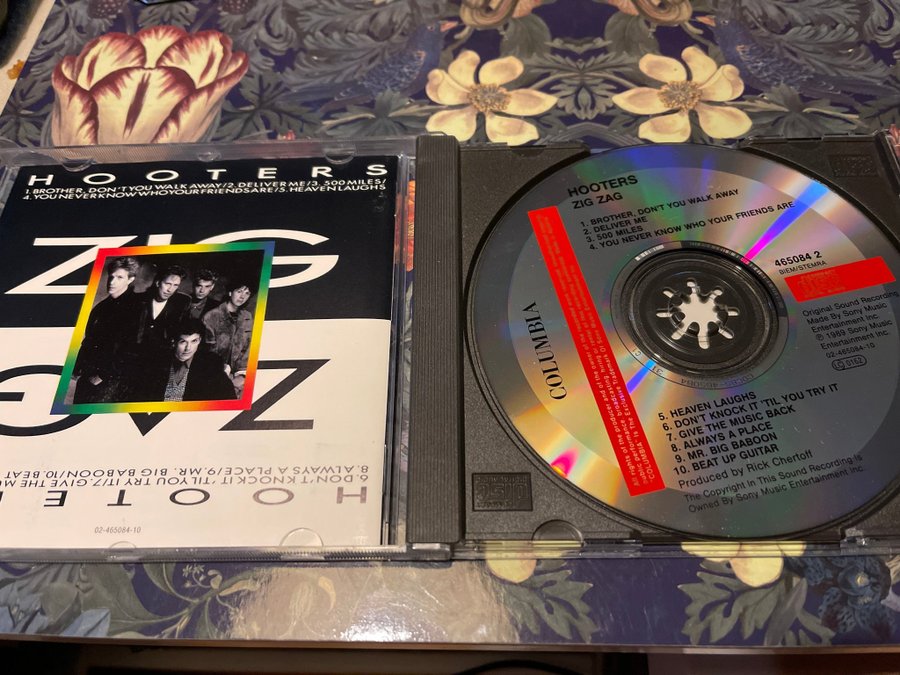 HOOTERS
1. BROTHER, DON'T YOU WALK AWAY/2. DELIVER ME/3. 500 MILES/
4. YOU NEVER KNOW WHO YOUR FRIENDS ARE/5. HEAVEN LAUGHS
ZIG
ZAG
6. DON'T KNOCK IT 'TIL YOU TRY IT/7. GIVE THE M
8. ALWAYS A PLACE/9. MR. BIG BABOON/10. BEAT
HOOTE
02-465084-10
HOOTERS
ZIG ZAG
1. BROTHER, DON'T YOU WALK AWAY
2. DELIVER ME
3. 500 MILES
4. YOU NEVER KNOW WHO YOUR FRIENDS ARE
465084 2
BIEM/STEMRA
COLUMBIA
Original Sound Recording
Made By Sony Music
Entertainment Inc.
℗ 1989 Sony Music
Entertainment Inc.
02-465084-10
LC 0162
5. HEAVEN LAUGHS
6. DON'T KNOCK IT 'TIL YOU TRY IT
7. GIVE THE MUSIC BACK
8. ALWAYS A PLACE
9. MR. BIG BABOON
10. BEAT UP GUITAR
Produced by Rick Chertoff
The Copyright In This Sound Recording Is
Owned By Sony Music Entertainment Inc.